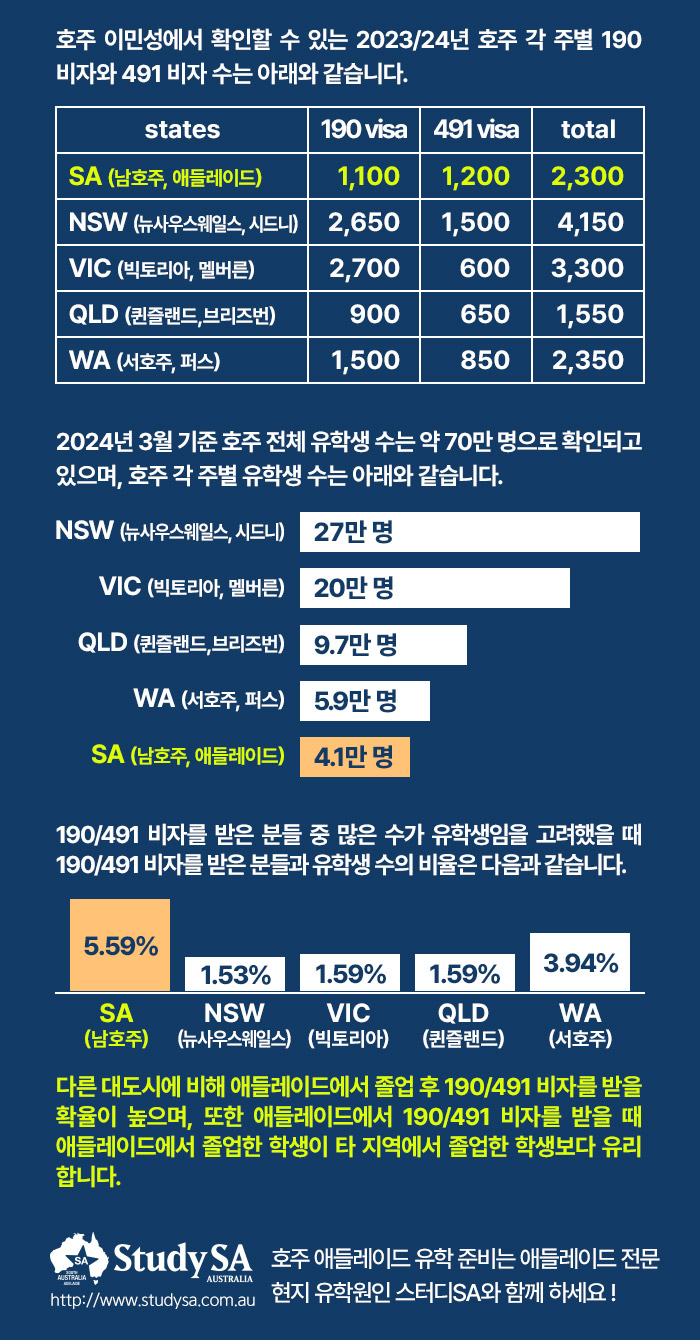 호주 이민성에서 확인할 수 있는 2023/24년 호주 각 주별 190
비자와 491 비자 수는 아래와 같습니다.
states 190 visa 491 visa total
SA (남호주, 애들레이드) 1,100 1,200 2,300
NSW (뉴사우스웨일스, 시드니) 2,650 1,500 4,150
VIC (빅토리아, 멜버른) 2,700 600 3,300
QLD (퀸즐랜드,브리즈번) 900 650 1,550
WA (서호주, 퍼스) 1,500 850 2,350
2024년 3월 기준 호주 전체 유학생 수는 약 70만 명으로 확인되고
있으며, 호주 각 주별 유학생 수는 아래와 같습니다.
NSW (뉴사우스웨일스, 시드니) 27만 명
VIC (빅토리아, 멜버른) 20만 명
QLD (퀸즐랜드,브리즈번) 9.7만 명
WA (서호주, 퍼스) 5.9만 명
SA (남호주, 애들레이드) 4.1만 명
190/491 비자를 받은 분들 중 많은 수가 유학생임을 고려했을 때
190/491 비자를 받은 분들과 유학생 수의 비율은 다음과 같습니다.
5.59% 1.53% 1.59% 1.59% 3.94%
SA NSW VIC QLD WA
(남호주) (뉴사우스웨일스) (빅토리아) (퀸즐랜드) (서호주)
다른 대도시에 비해 애들레이드에서 졸업 후 190/491 비자를 받을
확율이 높으며, 또한 애들레이드에서 190/491 비자를 받을 때
애들레이드에서 졸업한 학생이 타 지역에서 졸업한 학생보다 유리
합니다.
SA
SOUTH
AUSTRALIA
ADELAIDE
Study SA
AUSTRALIA
http://www.studysa.com.au
호주 애들레이드 유학 준비는 애들레이드 전문
현지 유학원인 스터디SA와 함께 하세요 !